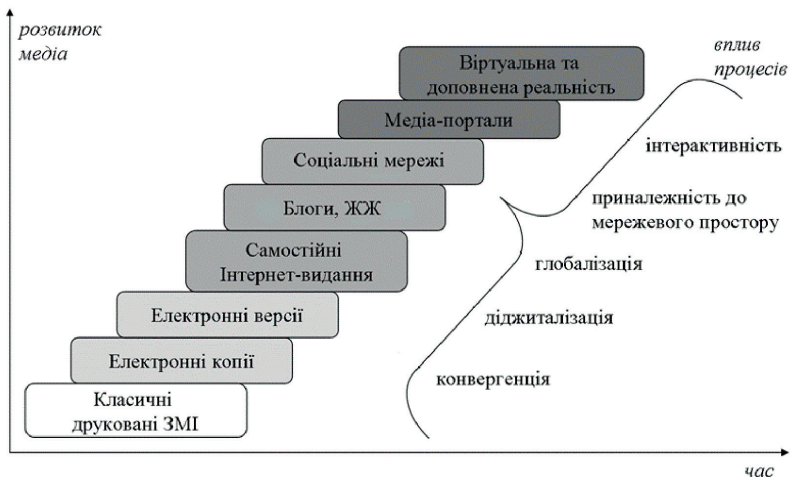 розвиток
медіа
вплив
процесів
Віртуальна та
доповнена реальність
Медіа-портали
Соціальні мережі
Блоги, ЖЖ
Самостійні
Інтернет-видання
Електронні версії
Електронні копії
Класичні
друковані ЗМІ
інтерактивність
приналежність до
мережевого простору
глобалізація
діджиталізація
конвергенція
час